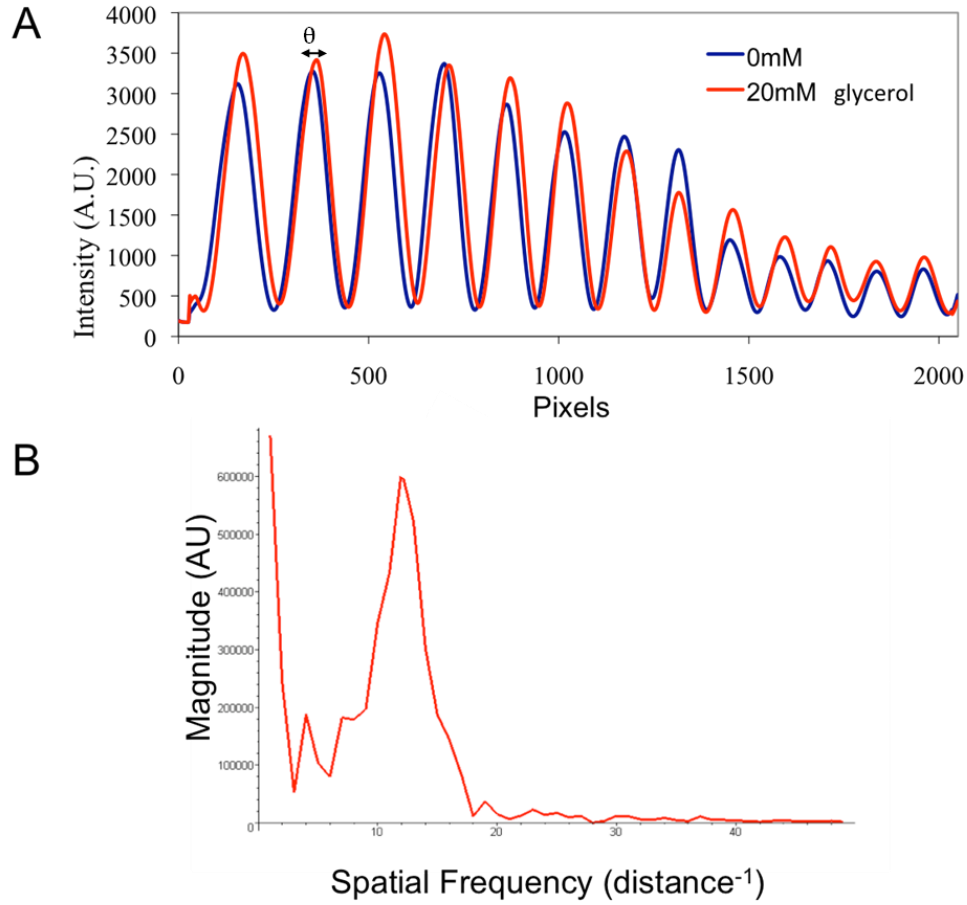 A
θ
4000
3500
3000
2500
2000
1500
1000
500
0
Intensity (A.U.)
0mM
20mM glycerol
0 500 1000 1500 2000
Pixels
B
600000
500000
400000
300000
200000
100000
0
Magnitude (AU)
10 20 30 40
Spatial Frequency (distance-1)